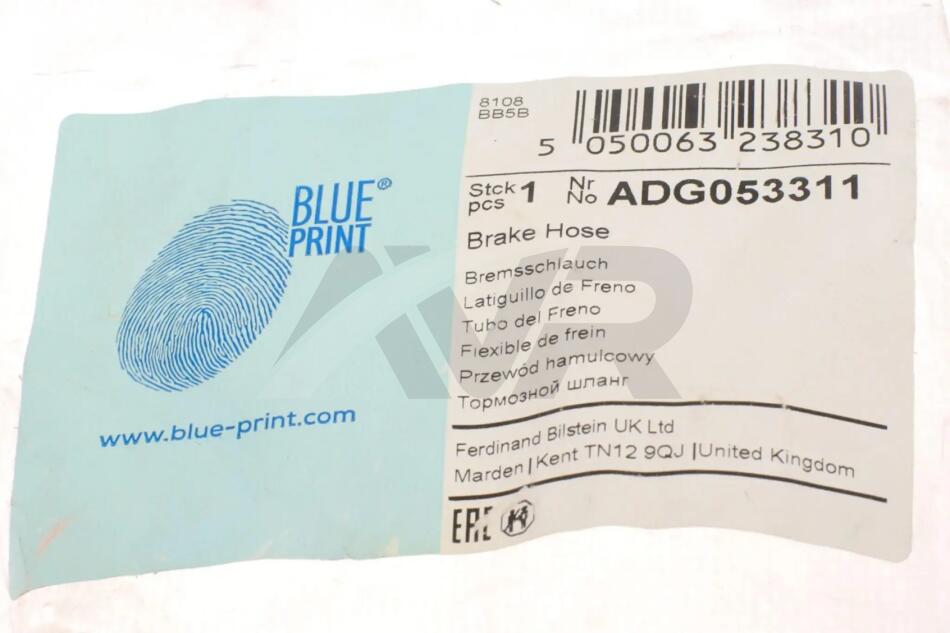 BLUE®
PRINT
www.blue-print.com
8108
BB5B
5 050063 238310
Stck
pcs 1 Nr
No ADG053311
Brake Hose
Bremsschlauch
Latiguillo de Freno
Tubo del Freno
Flexible de frein
Przewód hamulcowy
Тормозной шланг
Ferdinand Bilstein UK Ltd
Marden | Kent TN12 9QJ | United Kingdom
EAC
AVR